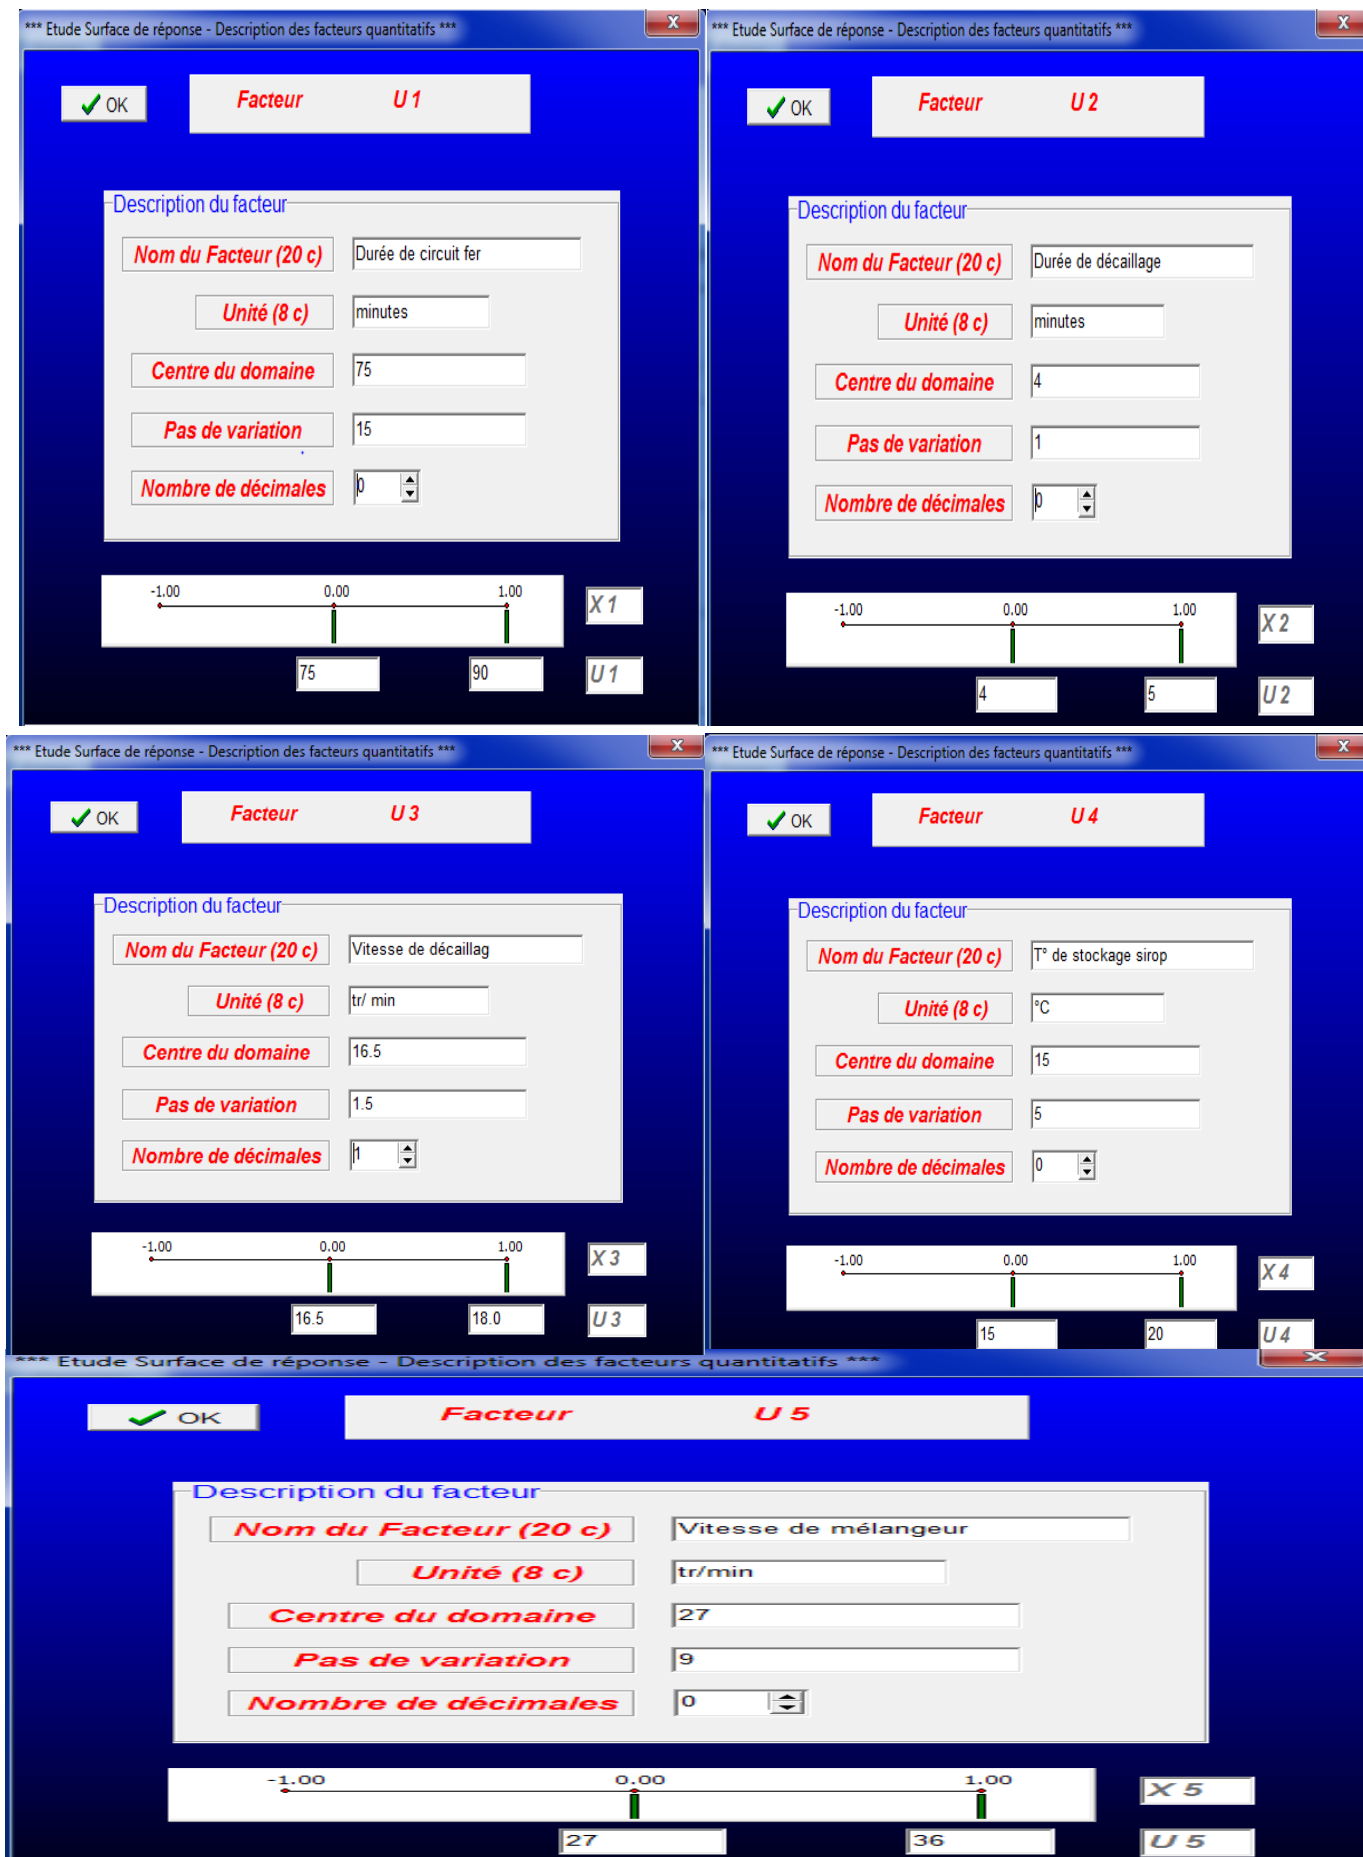 *** Etude Surface de réponse - Description des facteurs quantitatifs ***
OK
Facteur U 1
Description du facteur
Nom du Facteur (20 c) Durée de circuit fer
Unité (8 c) minutes
Centre du domaine 75
Pas de variation 15
Nombre de décimales 0
-1.00 0.00 1.00
X 1
75 90
U 1
*** Etude Surface de réponse - Description des facteurs quantitatifs ***
OK
Facteur U 2
Description du facteur
Nom du Facteur (20 c) Durée de décaillage
Unité (8 c) minutes
Centre du domaine 4
Pas de variation 1
Nombre de décimales 0
-1.00 0.00 1.00
X 2
4 5
U 2
*** Etude Surface de réponse - Description des facteurs quantitatifs ***
OK
Facteur U 3
Description du facteur
Nom du Facteur (20 c) Vitesse de décaillag
Unité (8 c) tr/ min
Centre du domaine 16.5
Pas de variation 1.5
Nombre de décimales 1
-1.00 0.00 1.00
X 3
16.5 18.0
U 3
*** Etude Surface de réponse - Description des facteurs quantitatifs ***
OK
Facteur U 4
Description du facteur
Nom du Facteur (20 c) T° de stockage sirop
Unité (8 c) °C
Centre du domaine 15
Pas de variation 5
Nombre de décimales 0
-1.00 0.00 1.00
X 4
15 20
U 4
*** Etude Surface de réponse - Description des facteurs quantitatifs ***
OK
Facteur U 5
Description du facteur
Nom du Facteur (20 c) Vitesse de mélangeur
Unité (8 c) tr/min
Centre du domaine 27
Pas de variation 9
Nombre de décimales 0
-1.00 0.00 1.00
X 5
27 36
U 5